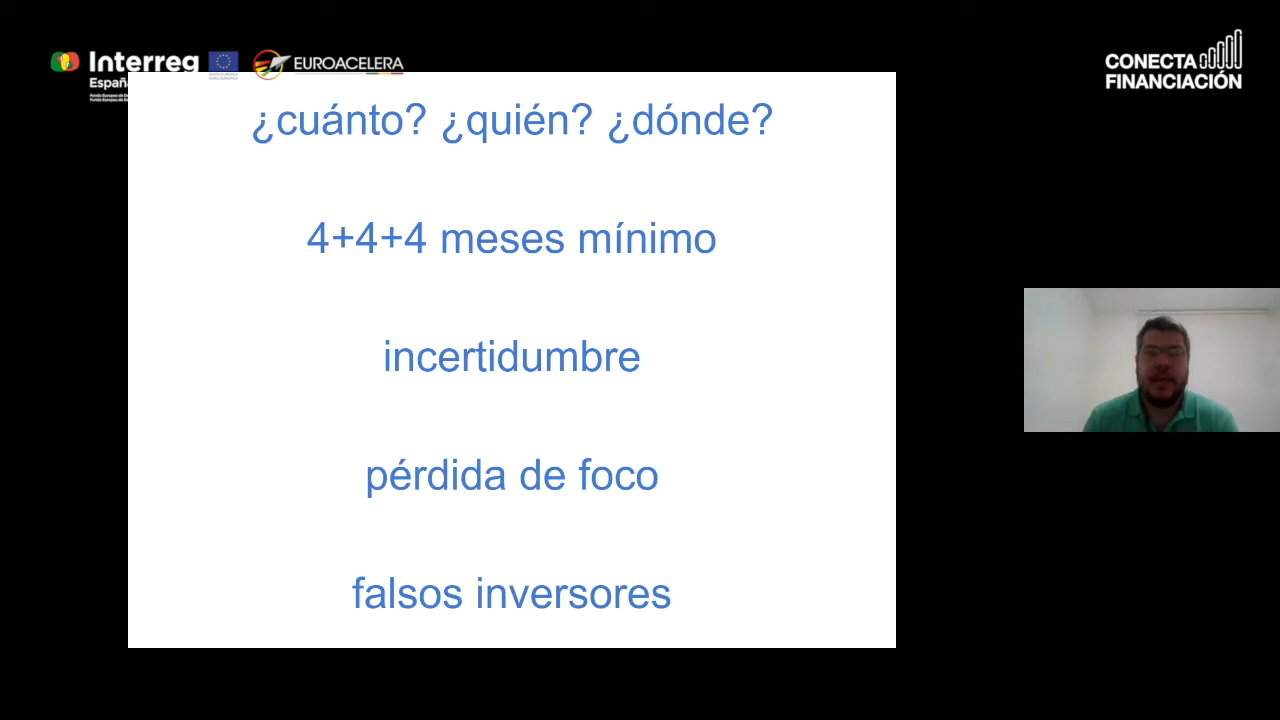 Interreg
España
EUROACELERA
CONECTA
FINANCIACIÓN
¿cuánto? ¿quién? ¿dónde?
4+4+4 meses mínimo
incertidumbre
pérdida de foco
falsos inversores